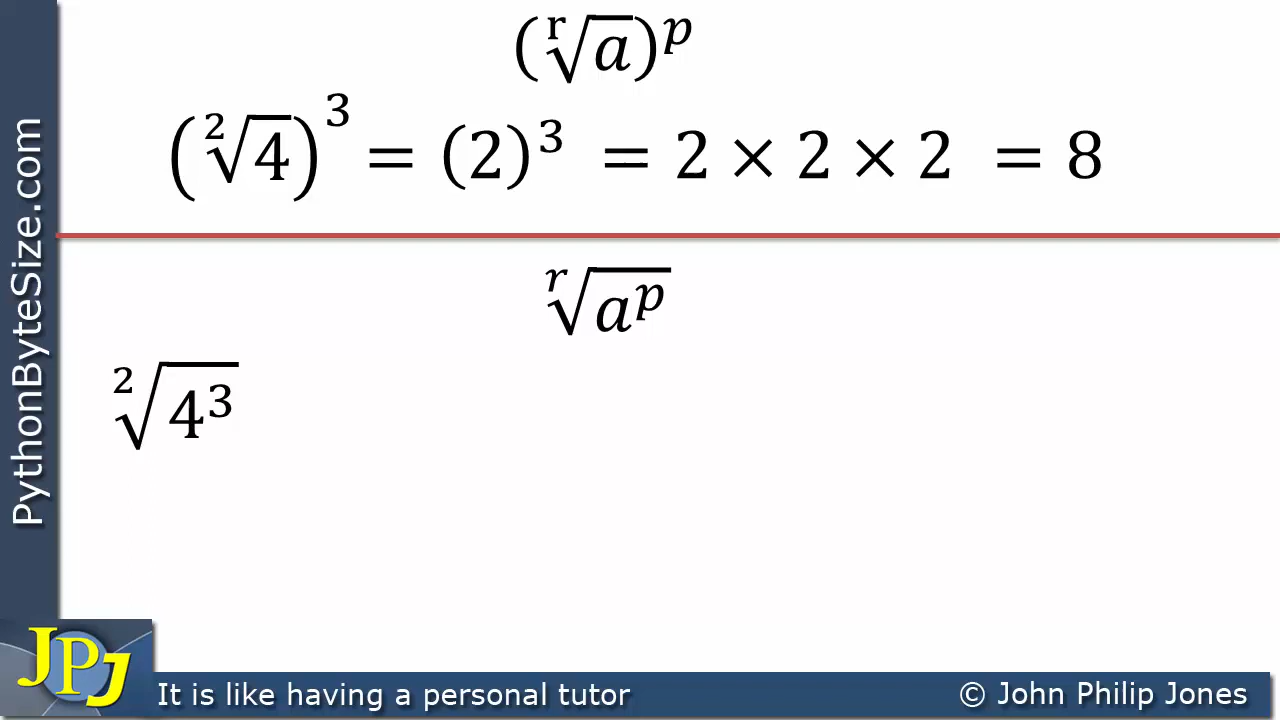 (ʳ√a)ᵖ
(²√4)³ = (2)³ = 2 × 2 × 2 = 8
ʳ√aᵖ
²√4³
PythonByteSize.com
JPJ
It is like having a personal tutor
© John Philip Jones